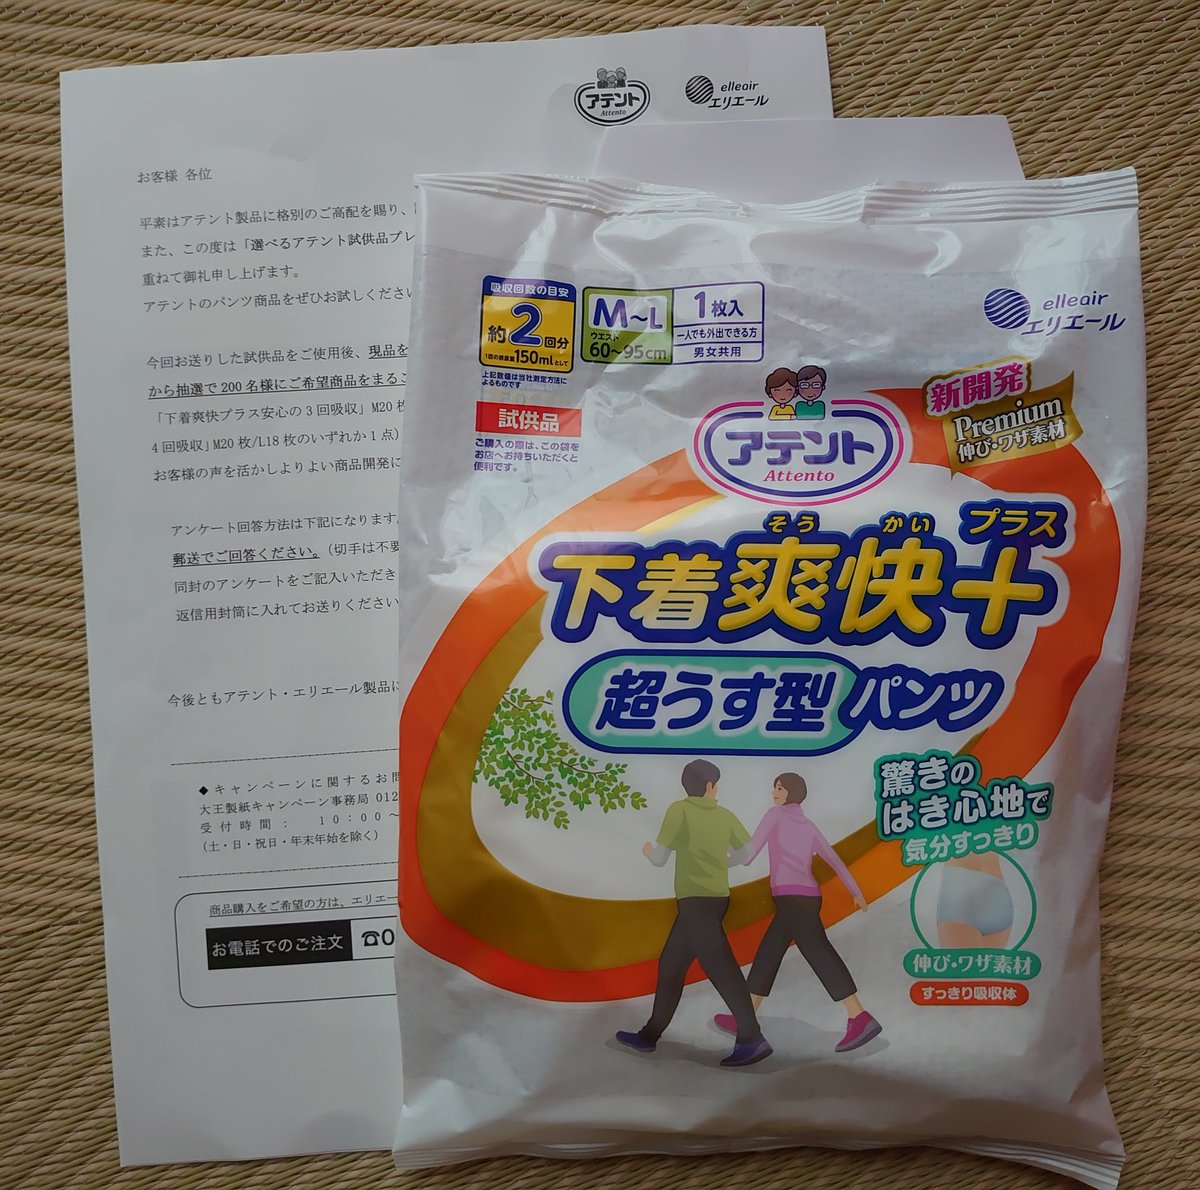 アテント
Attento
elleair
エリエール
お客様 各位
平素はアテント製品に格別のご高配を賜り、
また、この度は「選べるアテント試供品プレ
重ねて御礼申し上げます。
アテントのパンツ商品をぜひお試しくださ
今回お送りした試供品をご使用後、現品を
から抽選で200名様にご希望商品をまるご
「下着爽快プラス安心の3回吸収」M20枚
4回吸収」M20枚/L18枚のいずれか1点)
お客様の声を活かしよりよい商品開発に
アンケート回答方法は下記になります。
郵送でご回答ください。(切手は不要
同封のアンケートをご記入いただき
返信用封筒に入れてお送りください
今後ともアテント・エリエール製品に
◆キャンペーンに関するお問
大王製紙キャンペーン事務局 012
受付時間: 10:00～
(土・日・祝日・年末年始を除く)
商品購入をご希望の方は、エリエー
お電話でのご注文 ☎0
吸収回数の目安
約2回分
1回の排尿量150mlとして
上記数値は当社測定方法に
よるものです
M～L
ウエスト
60～95cm
1枚入
一人でも外出できる方
男女共用
elleair
エリエール
試供品
ご購入の際は、この袋を
お店へお持ちいただくと
便利です。
アテント
Attento
新開発
Premium
伸び・ワザ素材
そう かい プラス
下着爽快+
超うす型パンツ
驚きの
はき心地で
気分すっきり
伸び・ワザ素材
すっきり吸収体